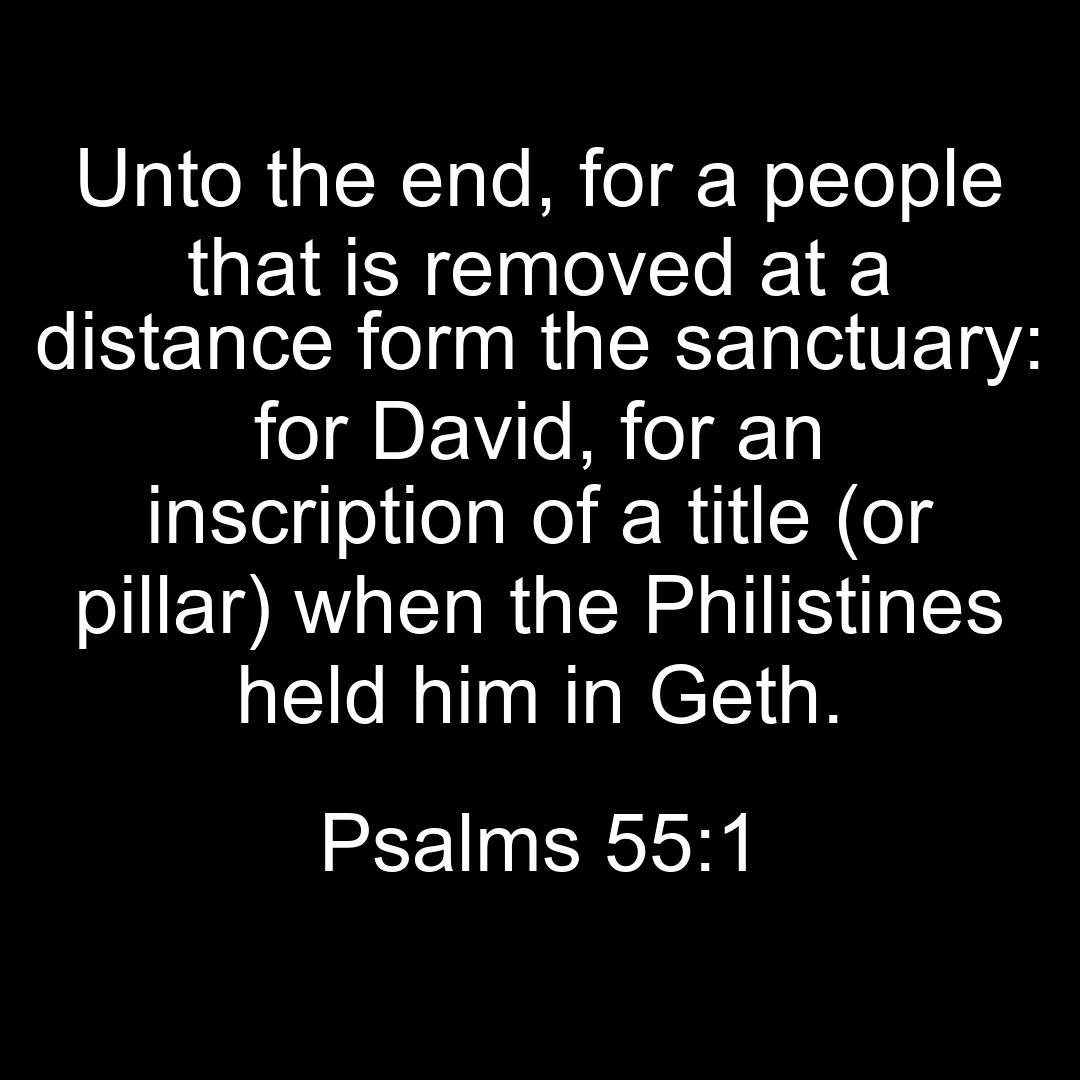 Unto the end, for a people
that is removed at a
distance form the sanctuary:
for David, for an
inscription of a title (or
pillar) when the Philistines
held him in Geth.
Psalms 55:1